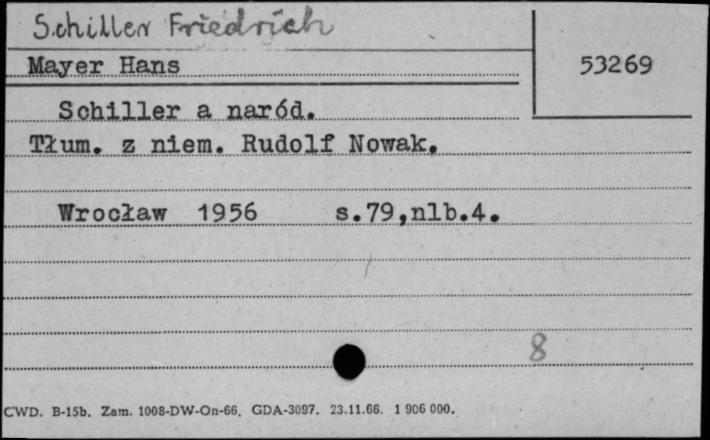 Schiller Friedrich
Mayer Hans
53269
Schiller a naród.
Tłum. z niem. Rudolf Nowak.
Wrocław 1956 s.79,nlb.4.
8
CWD. B-15b. Zam. 1008-DW-On-66. GDA-3097. 23.11.66. 1 906 000.